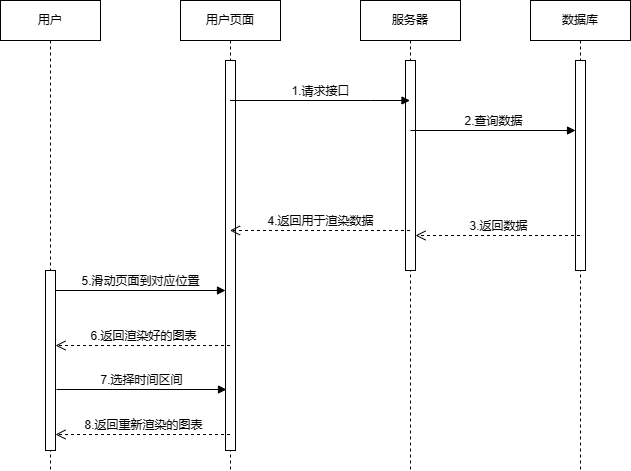 用户
用户页面
服务器
数据库
1.请求接口
2.查询数据
4.返回用于渲染数据
3.返回数据
5.滑动页面到对应位置
6.返回渲染好的图表
7.选择时间区间
8.返回重新渲染的图表